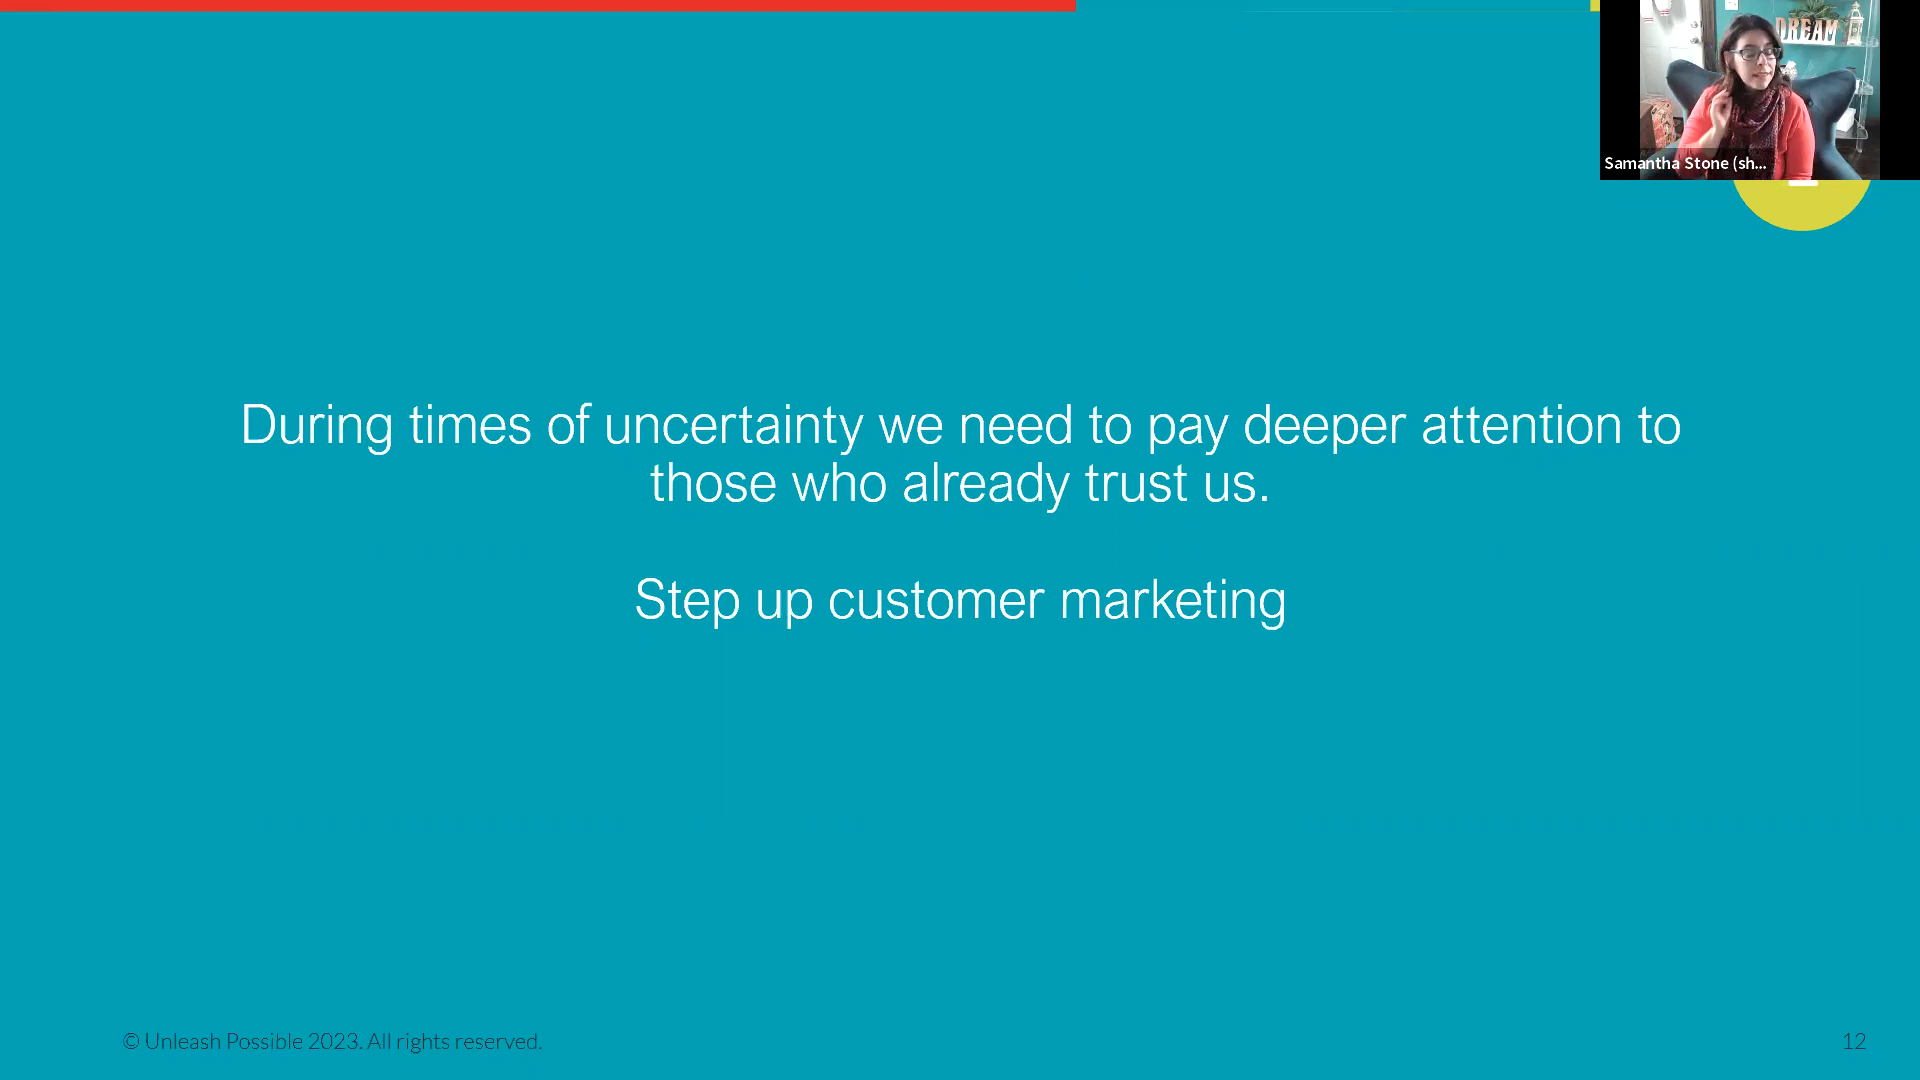 DREAM
Samantha Stone (sh...
During times of uncertainty we need to pay deeper attention to
those who already trust us.
Step up customer marketing
© Unleash Possible 2023. All rights reserved.
12